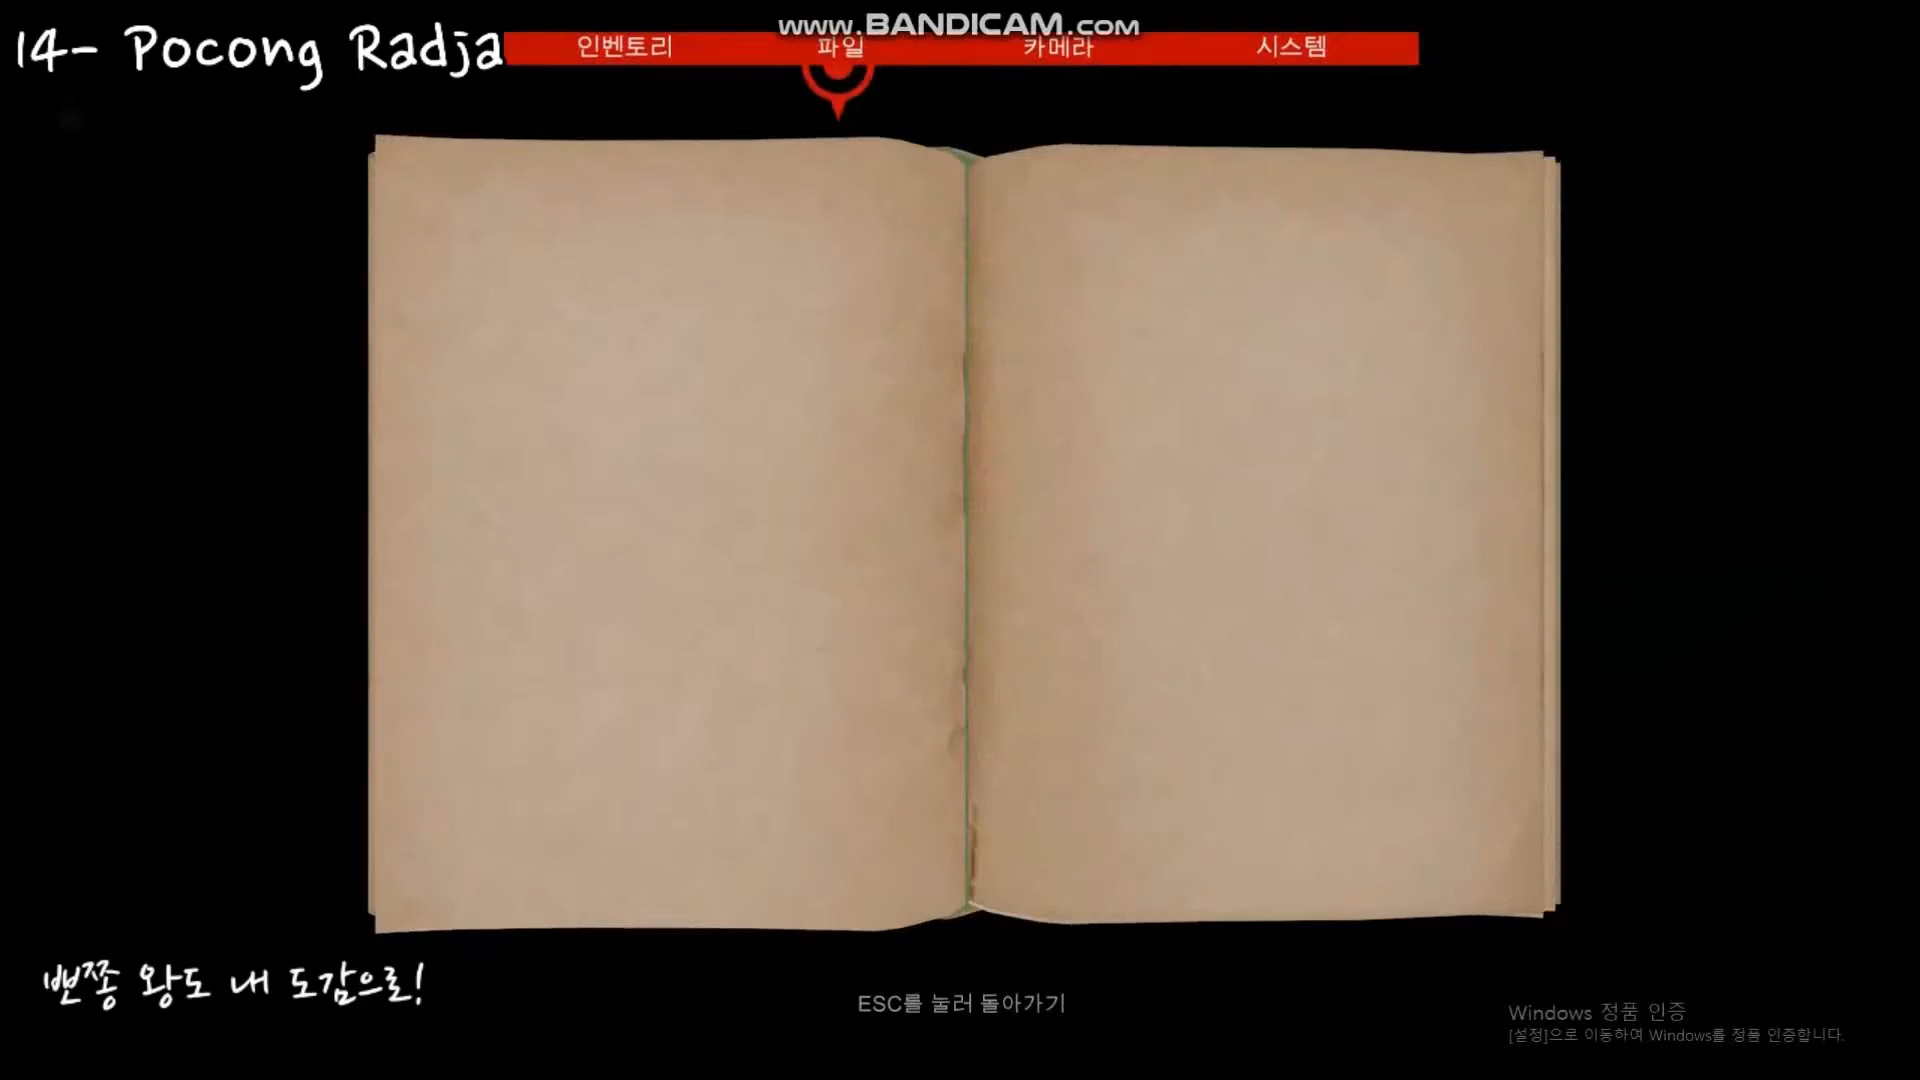 www.BANDICAM.com
14- Pocong Radja
인벤토리 파일 카메라 시스템
뽀쫑 왕도 내 도감으로!
ESC를 눌러 돌아가기
Windows 정품 인증
[설정]으로 이동하여 Windows를 정품 인증합니다.